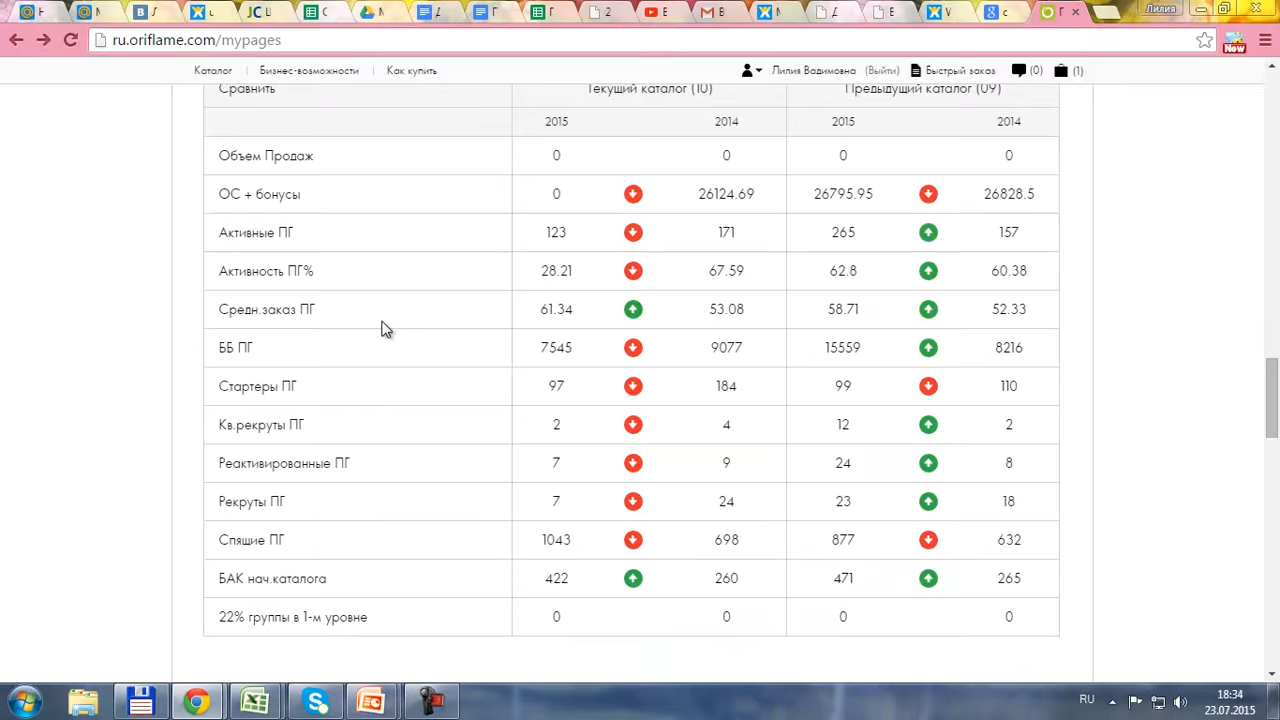 Лилия
ru.oriflame.com/mypages
New
Каталог Бизнес-возможности Как купить Лилия Вадимовна (Выйти) Быстрый заказ (0) (1)
Сравнить Текущий каталог (10) Предыдущий каталог (09)
2015 2014 2015 2014
Объем Продаж 0 0 0 0
ОС + бонусы 0 26124.69 26795.95 26828.5
Активные ПГ 123 171 265 157
Активность ПГ% 28.21 67.59 62.8 60.38
Средн.заказ ПГ 61.34 53.08 58.71 52.33
ББ ПГ 7545 9077 15559 8216
Стартеры ПГ 97 184 99 110
Кв.рекруты ПГ 2 4 12 2
Реактивированные ПГ 7 9 24 8
Рекруты ПГ 7 24 23 18
Спящие ПГ 1043 698 877 632
БАК нач.каталога 422 260 471 265
22% группы в 1-м уровне 0 0 0 0
RU 18:34
23.07.2015